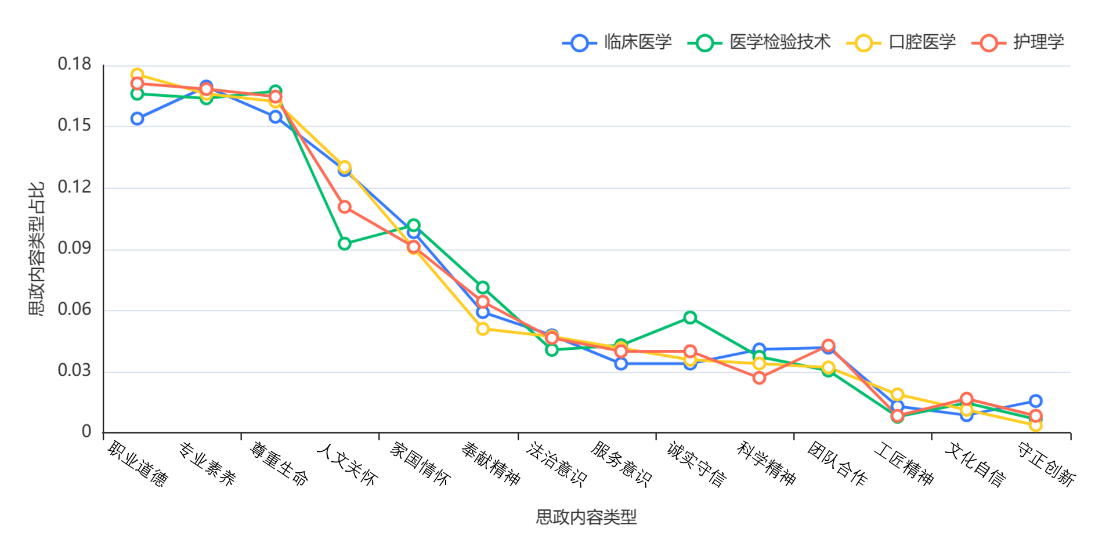 临床医学 医学检验技术 口腔医学 护理学
0.18
0.15
0.12
0.09
0.06
0.03
0
思政内容类型占比
职业道德 专业素养 尊重生命 人文关怀 家国情怀 奉献精神 法治意识 服务意识 诚实守信 科学精神 团队合作 工匠精神 文化自信 守正创新
思政内容类型